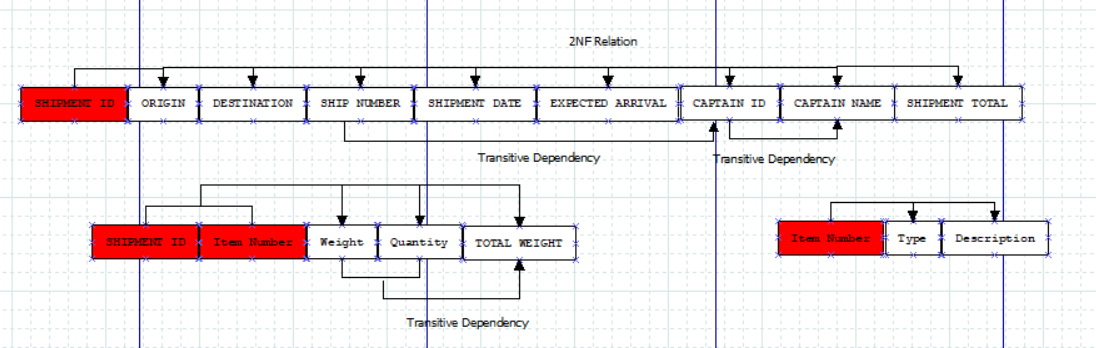 2NF Relation
SHIPMENT ID ORIGIN DESTINATION SHIP NUMBER SHIPMENT DATE EXPECTED ARRIVAL CAPTAIN ID CAPTAIN NAME SHIPMENT TOTAL
Transitive Dependency Transitive Dependency
SHIPMENT ID Item Number Weight Quantity TOTAL WEIGHT
Item Number Type Description
Transitive Dependency